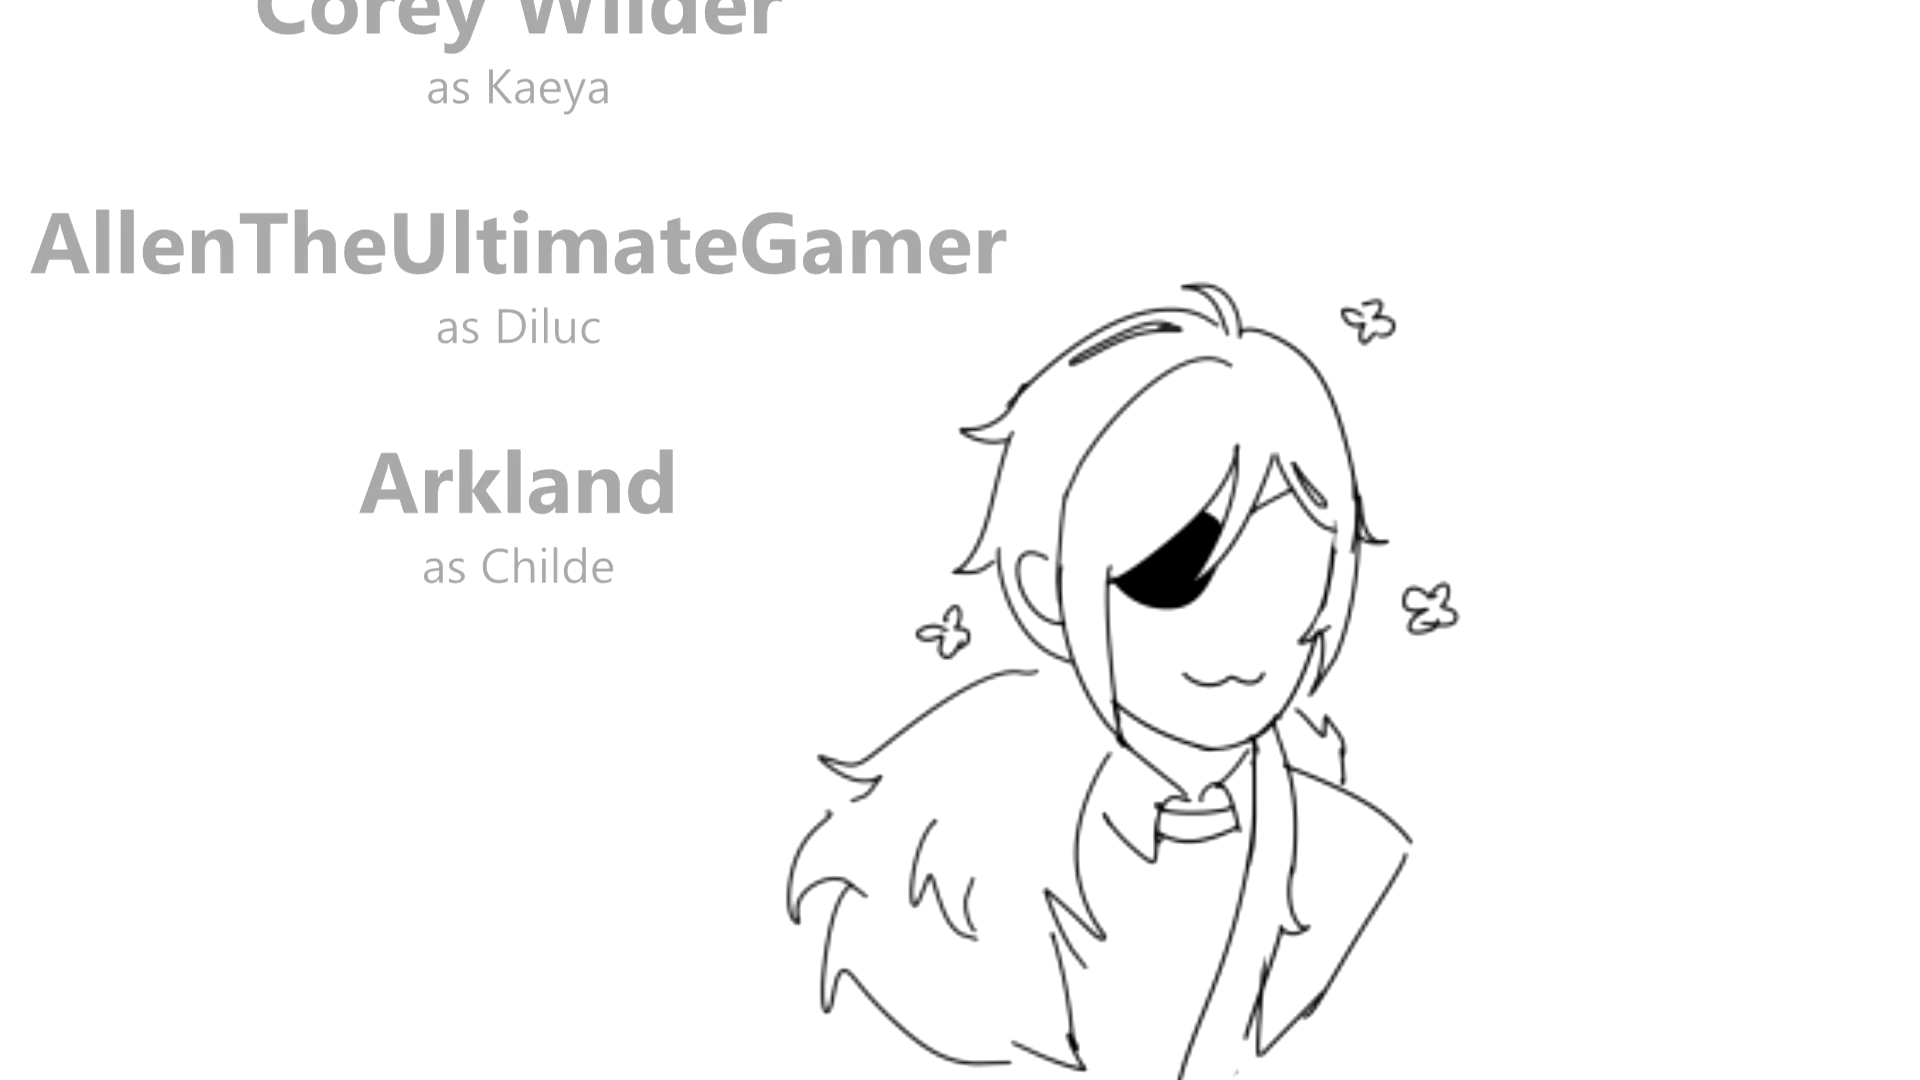 Corey Wilder
as Kaeya
AllenTheUltimateGamer
as Diluc
Arkland
as Childe